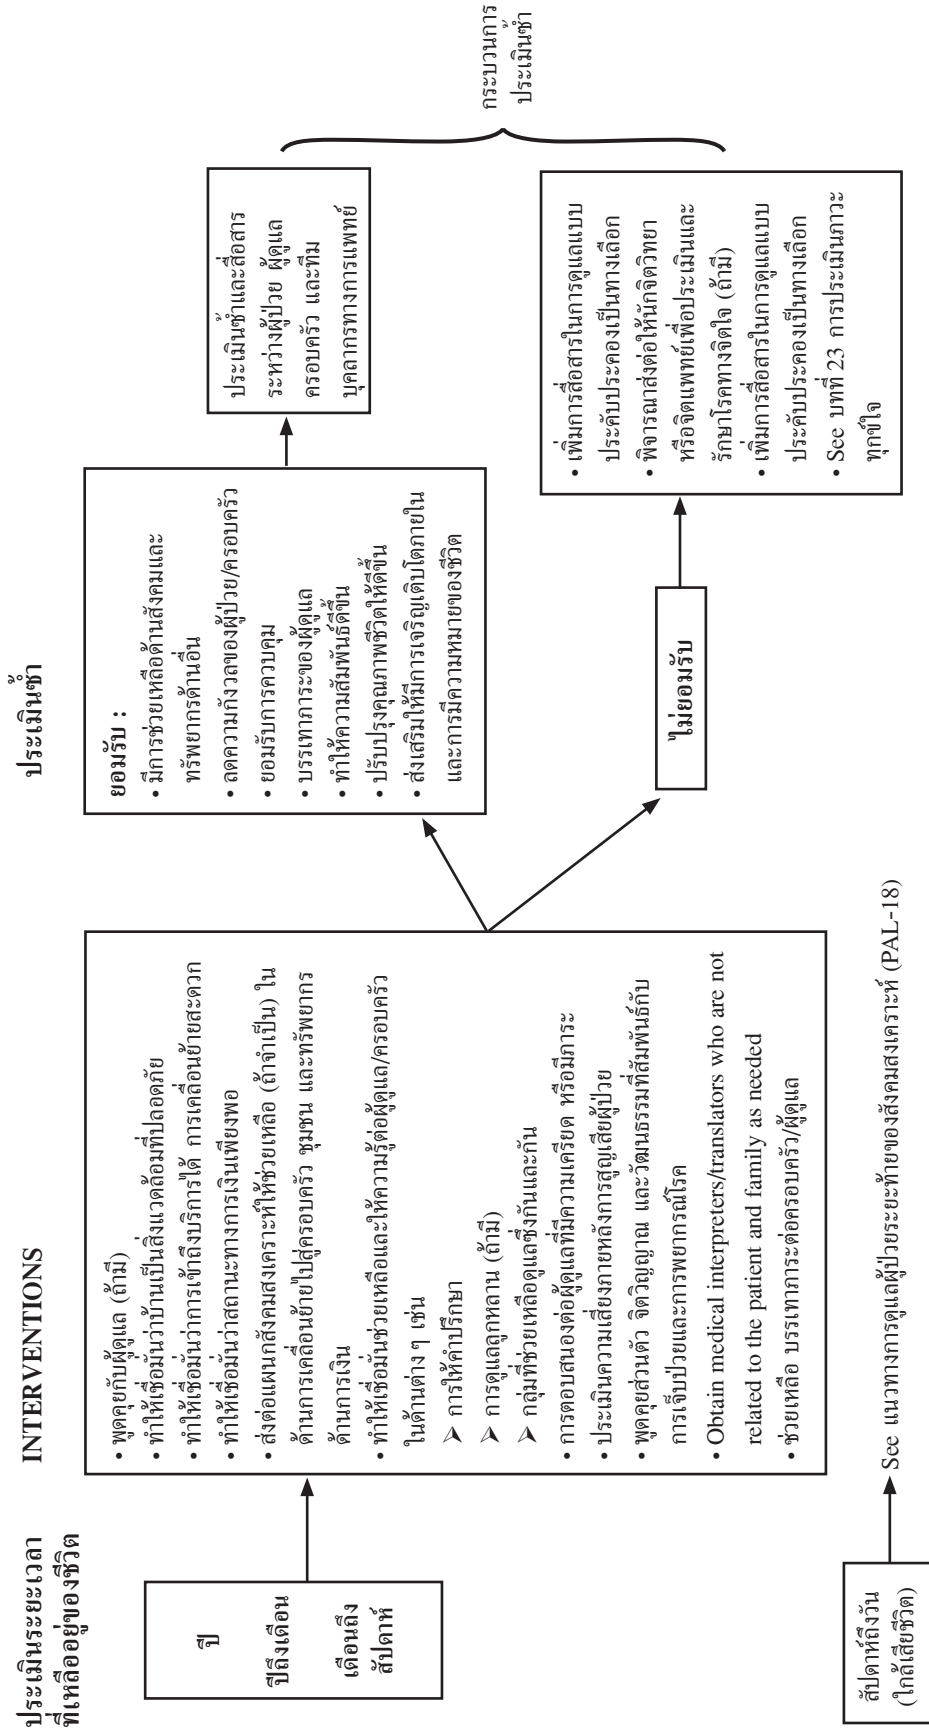 ประเมินระยะเวลา
ที่เหลืออยู่ของชีวิต
INTERVENTIONS
ประเมินซ้ำ
ปี
ปีถึงเดือน
เดือนถึง
สัปดาห์
• พูดคุยกับผู้ดูแล (ถ้ามี)
• ทำให้เชื่อมั่นว่าบ้านเป็นสิ่งแวดล้อมที่ปลอดภัย
• ทำให้เชื่อมั่นว่าการเข้าถึงบริการได้ การเคลื่อนย้ายสะดวก
• ทำให้เชื่อมั่นว่าสถานะทางการเงินเพียงพอ
• ส่งต่อแผนกสังคมสงเคราะห์ให้ช่วยเหลือ (ถ้าจำเป็น) ใน
ด้านการเคลื่อนย้ายไปสู่ครอบครัว ชุมชน และทรัพยากร
ด้านการเงิน
• ทำให้เชื่อมั่นช่วยเหลือและให้ความรู้ต่อผู้ดูแล/ครอบครัว
ในด้านต่าง ๆ เช่น
➢ การให้คำปรึกษา
➢ การดูแลลูกหลาน (ถ้ามี)
➢ กลุ่มที่ช่วยเหลือดูแลซึ่งกันและกัน
• การตอบสนองต่อผู้ดูแลที่มีความเครียด หรือมีภาระ
• ประเมินความเสี่ยงภายหลังการสูญเสียผู้ป่วย
• พูดคุยส่วนตัว จิตวิญญาณ และวัฒนธรรมที่สัมพันธ์กับ
การเจ็บป่วยและการพยากรณ์โรค
• Obtain medical interpreters/translators who are not
related to the patient and family as needed
• ช่วยเหลือ บรรเทาภาระต่อครอบครัว/ผู้ดูแล
ยอมรับ :
• มีการช่วยเหลือด้านสังคมและ
ทรัพยากรด้านอื่น
• ลดความกังวลของผู้ป่วย/ครอบครัว
• ยอมรับการควบคุม
• บรรเทาภาระของผู้ดูแล
• ทำให้ความสัมพันธ์ดีขึ้น
• ปรับปรุงคุณภาพชีวิตให้ดีขึ้น
• ส่งเสริมให้มีการเจริญเติบโตภายใน
และการมีความหมายของชีวิต
ประเมินซ้ำและสื่อสาร
ระหว่างผู้ป่วย ผู้ดูแล
ครอบครัว และทีม
บุคลากรทางการแพทย์
ไม่ยอมรับ
• เพิ่มการสื่อสารในการดูแลแบบ
ประคับประคองเป็นทางเลือก
• พิจารณาส่งต่อให้นักจิตวิทยา
หรือจิตแพทย์เพื่อประเมินและ
รักษาโรคทางจิตใจ (ถ้ามี)
• เพิ่มการสื่อสารในการดูแลแบบ
ประคับประคองเป็นทางเลือก
• See บทที่ 23 การประเมินภาวะ
ทุกข์ใจ
กระบวนการ
ประเมินซ้ำ
สัปดาห์ถึงวัน
(ใกล้เสียชีวิต)
See แนวทางการดูแลผู้ป่วยระยะท้ายของสังคมสงเคราะห์ (PAL-18)